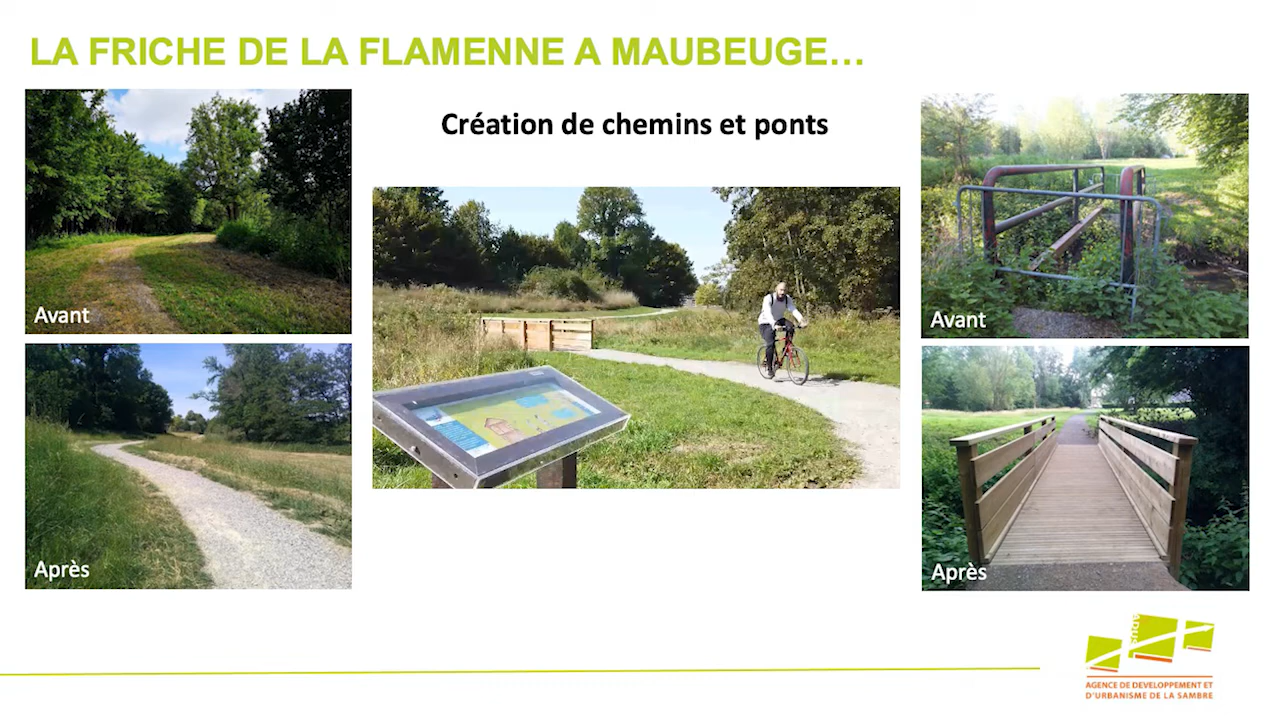 LA FRICHE DE LA FLAMENNE A MAUBEUGE…
Création de chemins et ponts
Avant
Après
Avant
Après
ADUS
AGENCE DE DEVELOPPEMENT ET
D'URBANISME DE LA SAMBRE